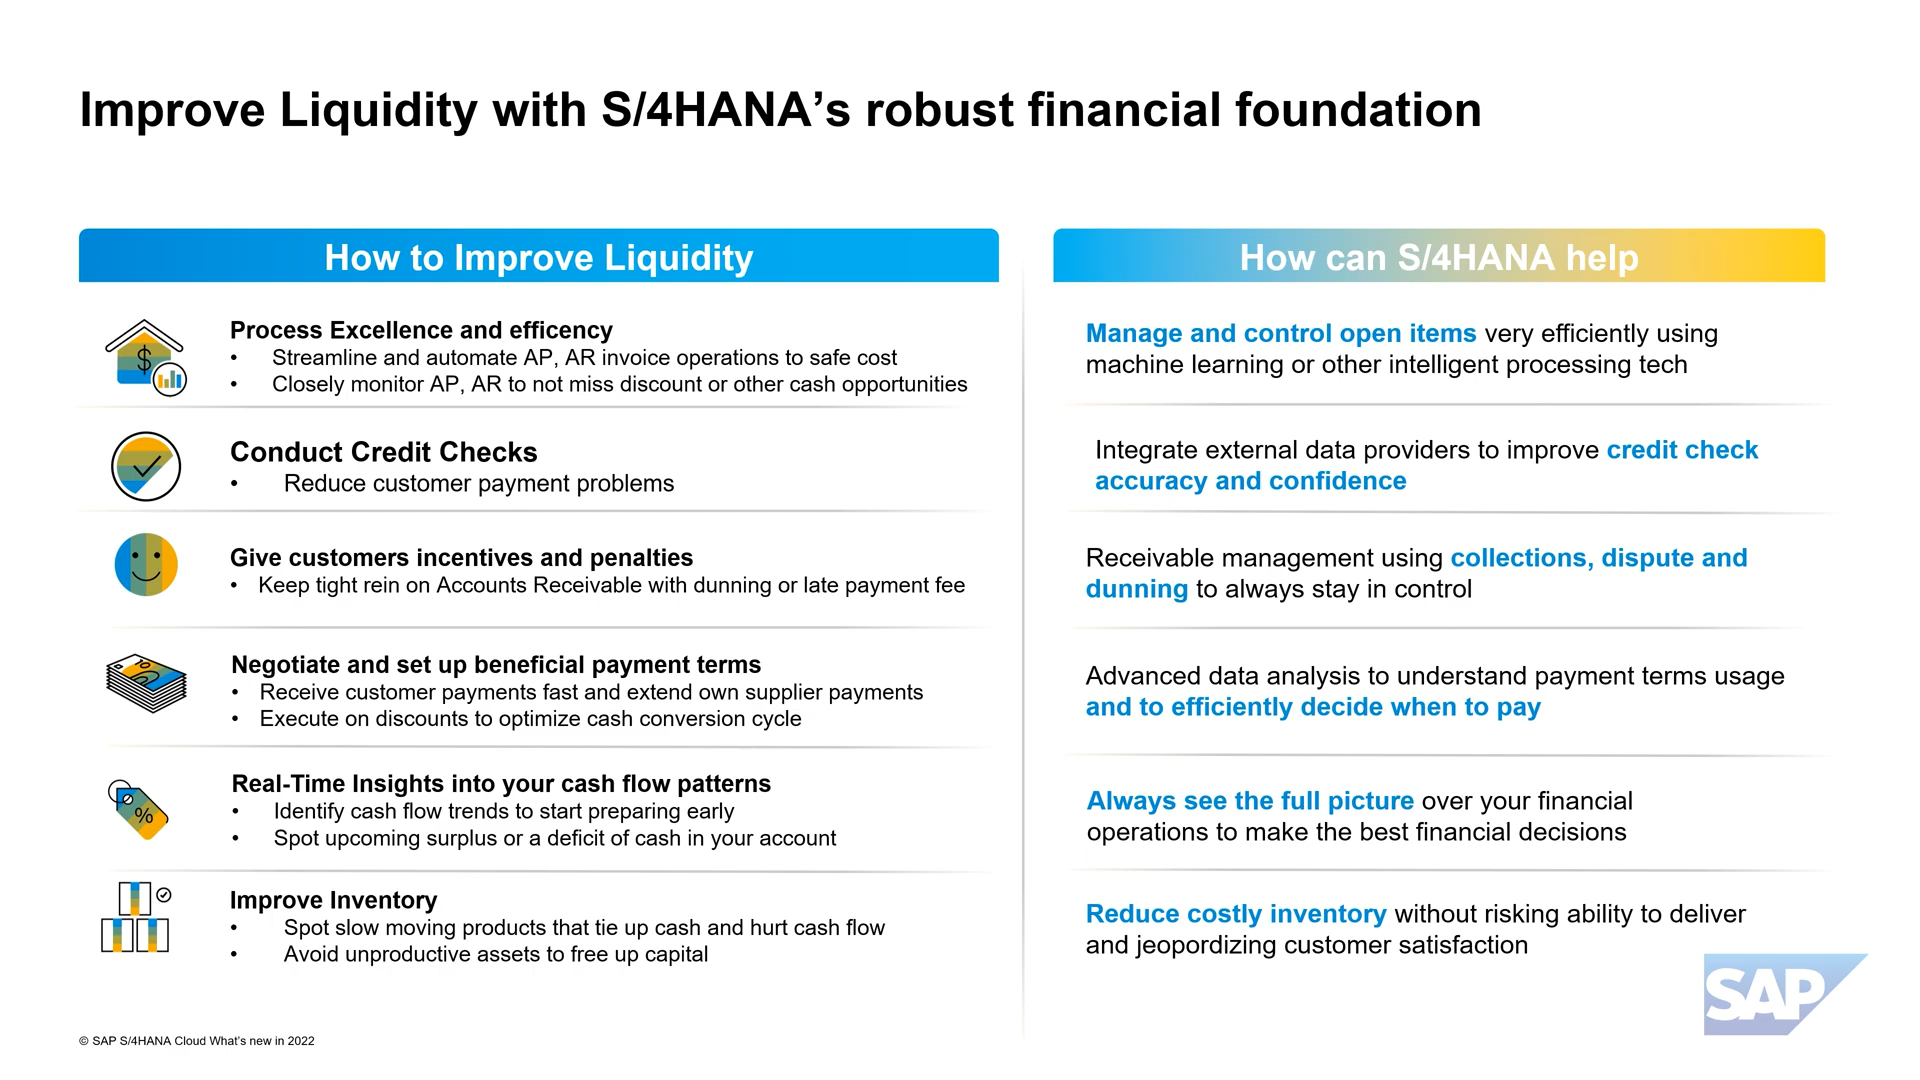 Improve Liquidity with S/4HANA’s robust financial foundation
How to Improve Liquidity
Process Excellence and efficency
• Streamline and automate AP, AR invoice operations to safe cost
• Closely monitor AP, AR to not miss discount or other cash opportunities
Conduct Credit Checks
• Reduce customer payment problems
Give customers incentives and penalties
• Keep tight rein on Accounts Receivable with dunning or late payment fee
Negotiate and set up beneficial payment terms
• Receive customer payments fast and extend own supplier payments
• Execute on discounts to optimize cash conversion cycle
Real-Time Insights into your cash flow patterns
• Identify cash flow trends to start preparing early
• Spot upcoming surplus or a deficit of cash in your account
Improve Inventory
• Spot slow moving products that tie up cash and hurt cash flow
• Avoid unproductive assets to free up capital
How can S/4HANA help
Manage and control open items very efficiently using
machine learning or other intelligent processing tech
Integrate external data providers to improve credit check
accuracy and confidence
Receivable management using collections, dispute and
dunning to always stay in control
Advanced data analysis to understand payment terms usage
and to efficiently decide when to pay
Always see the full picture over your financial
operations to make the best financial decisions
Reduce costly inventory without risking ability to deliver
and jeopordizing customer satisfaction
SAP
© SAP S/4HANA Cloud What’s new in 2022
$
10
%